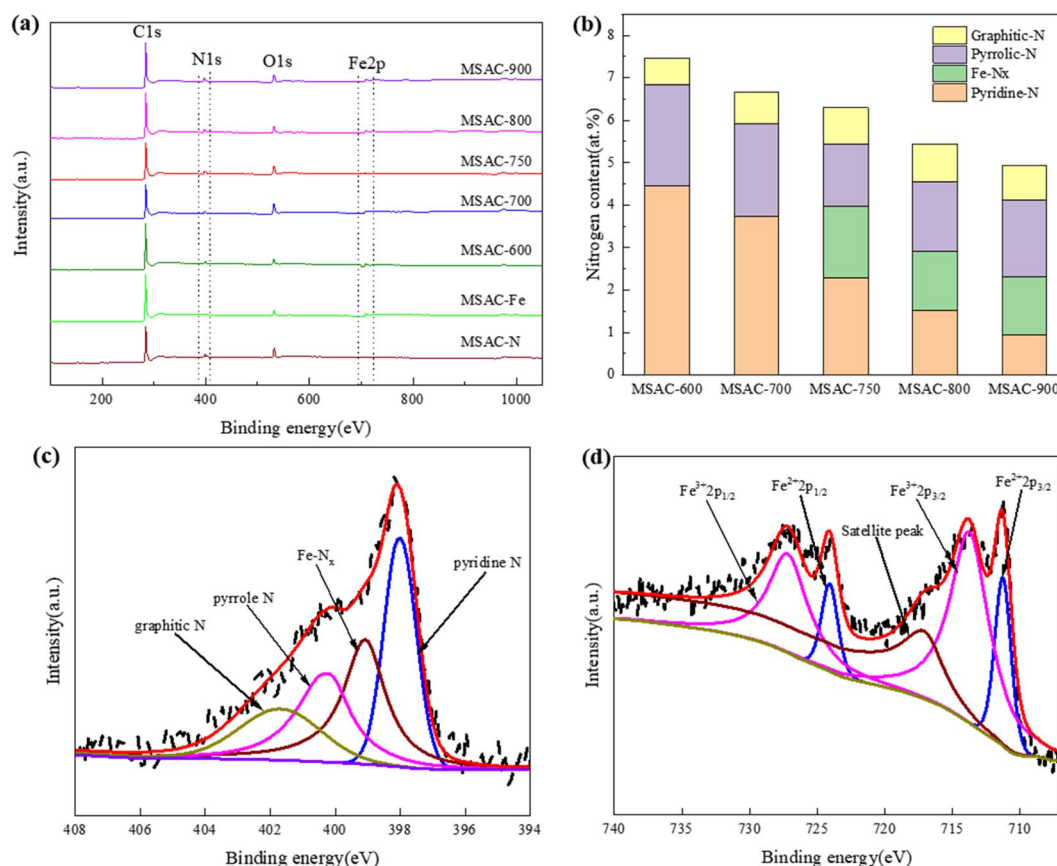 (a)
C1s
N1s
O1s
Fe2p
MSAC-900
MSAC-800
MSAC-750
MSAC-700
MSAC-600
MSAC-Fe
MSAC-N
Intensity(a.u.)
200 400 600 800 1000
Binding energy(eV)
(b)
Graphitic-N
Pyrrolic-N
Fe-Nx
Pyridine-N
Nitrogen content(at.%)
8
7
6
5
4
3
2
1
0
MSAC-600 MSAC-700 MSAC-750 MSAC-800 MSAC-900
(c)
Fe-Nₓ
pyridine N
pyrrole N
graphitic N
Intensity(a.u.)
408 406 404 402 400 398 396 394
Binding energy(eV)
(d)
Fe³⁺2p₁/₂
Fe²⁺2p₁/₂
Fe³⁺2p₃/₂
Fe²⁺2p₃/₂
Satellite peak
Intensity(a.u.)
740 735 730 725 720 715 710
Binding energy(eV)